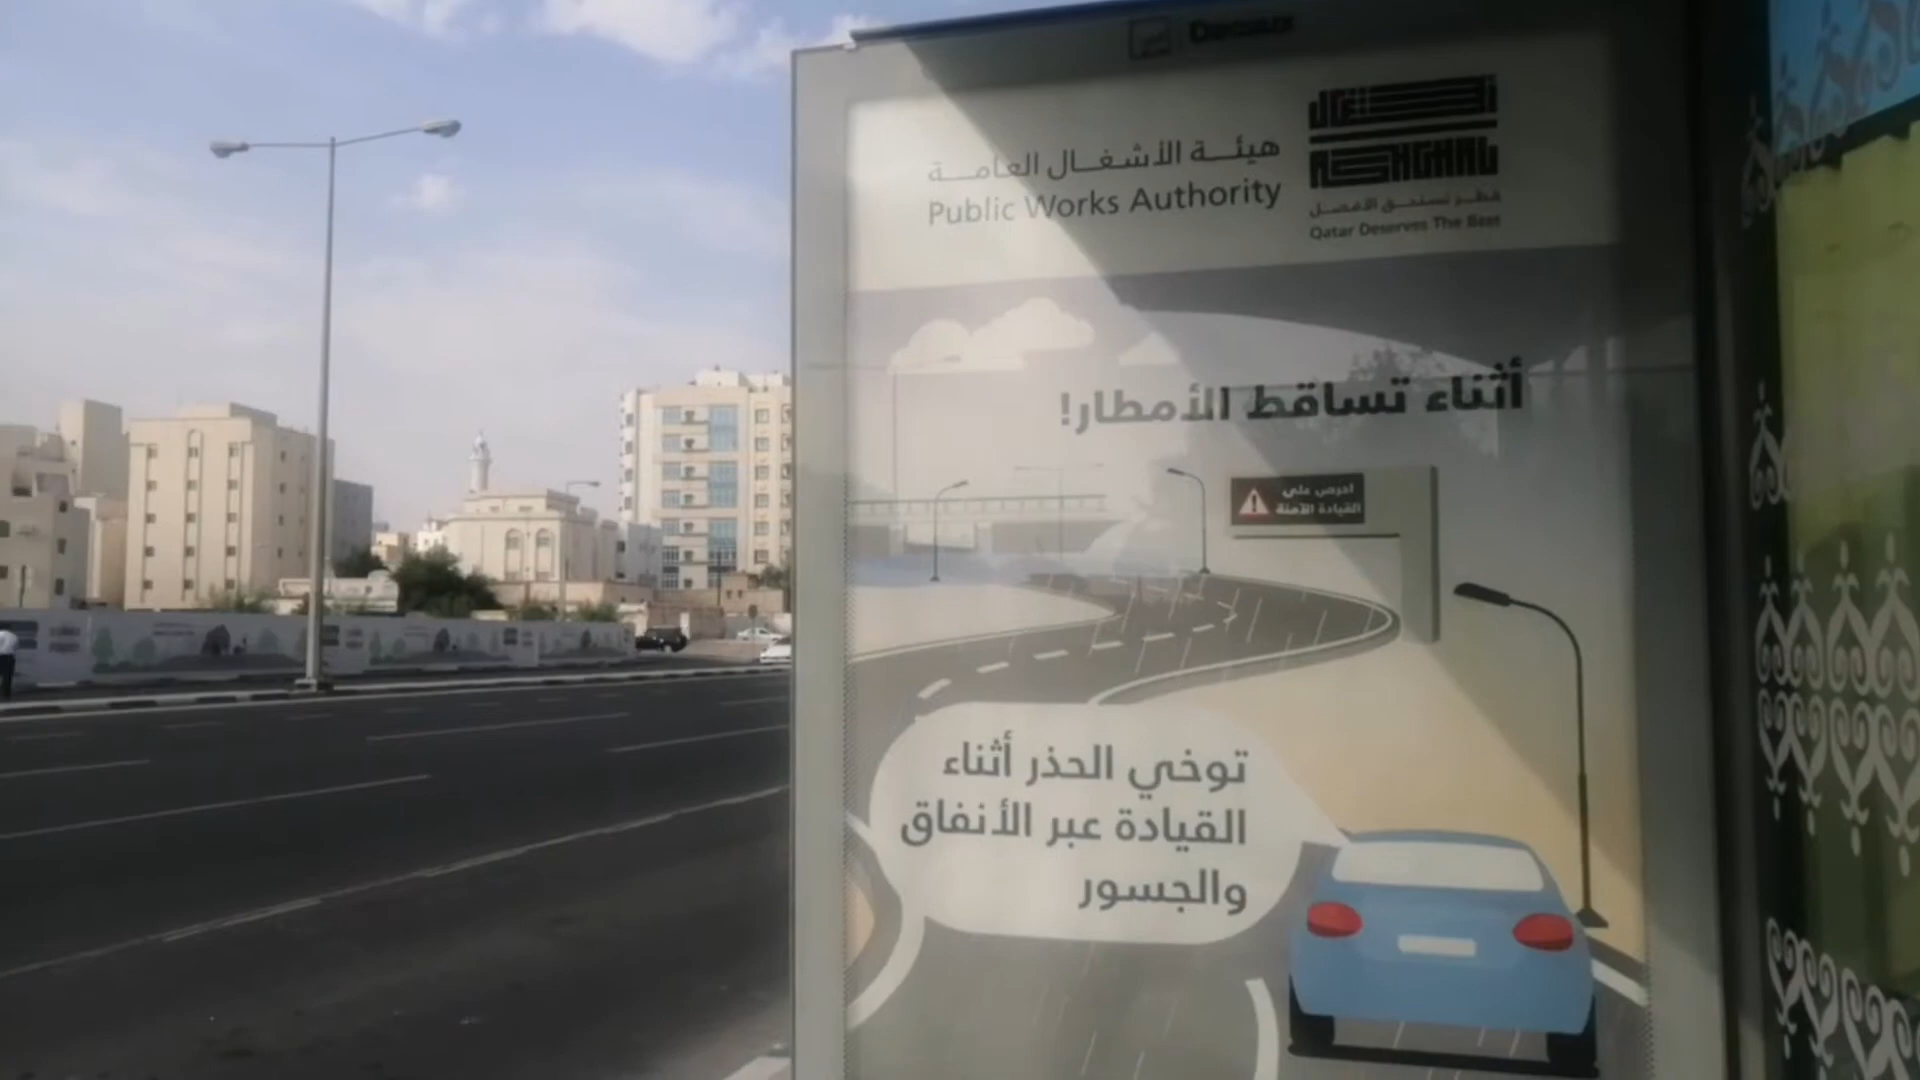 هيئة الأشغال العامة
Public Works Authority
أشغال
ASHGHAL
قطر تستحق الأفضل
Qatar Deserves The Best
أثناء تساقط الأمطار!
احرص على
القيادة الآمنة
توخي الحذر أثناء
القيادة عبر الأنفاق
والجسور